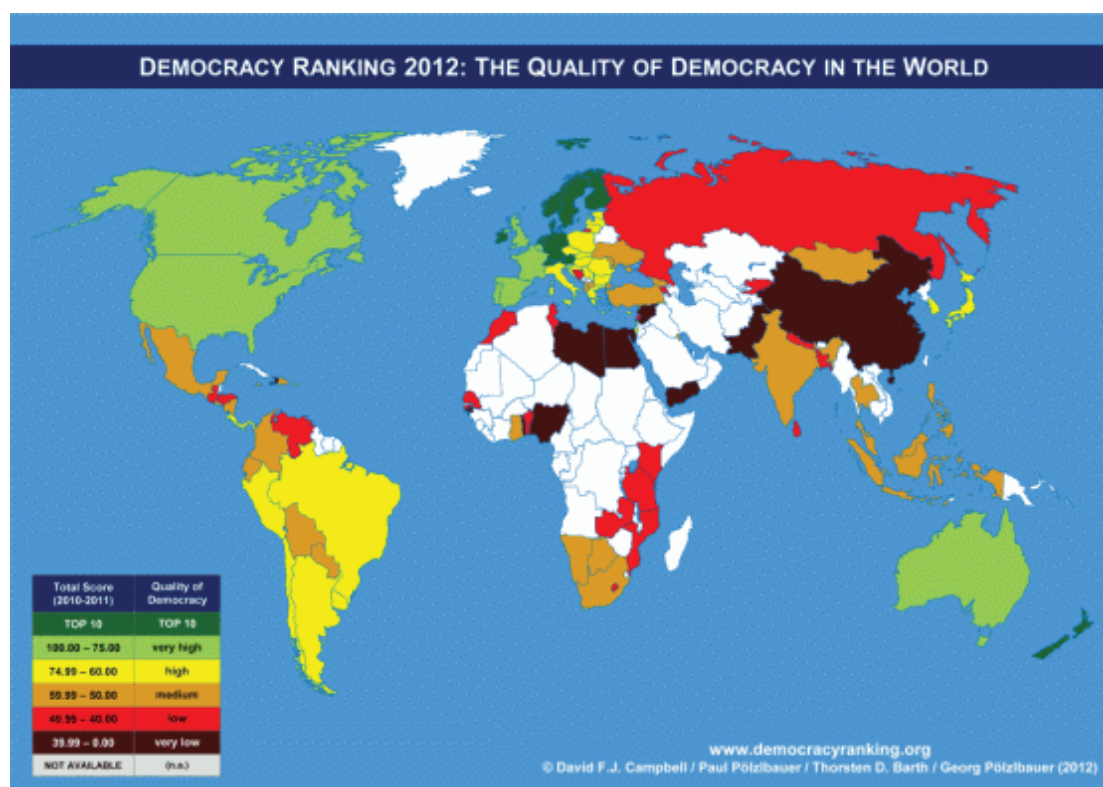 DEMOCRACY RANKING 2012: THE QUALITY OF DEMOCRACY IN THE WORLD
Total Score Quality of
(2010-2011) Democracy
TOP 10 TOP 10
100.00 – 75.00 very high
74.99 – 60.00 high
59.99 – 50.00 medium
49.99 – 40.00 low
39.99 – 0.00 very low
NOT AVAILABLE (n.a.)
www.democracyranking.org
© David F.J. Campbell / Paul Pölzlbauer / Thorsten D. Barth / Georg Pölzlbauer (2012)